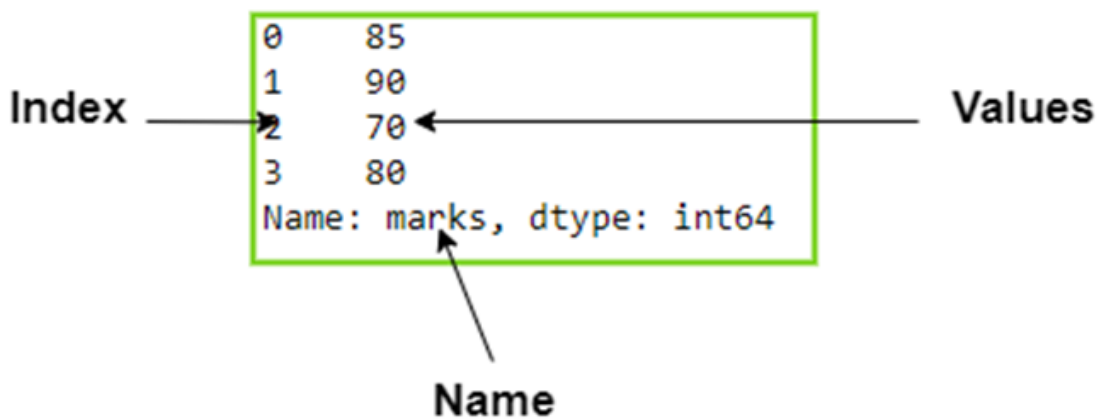 0 85
1 90
Index 2 70 Values
3 80
Name: marks, dtype: int64
Name